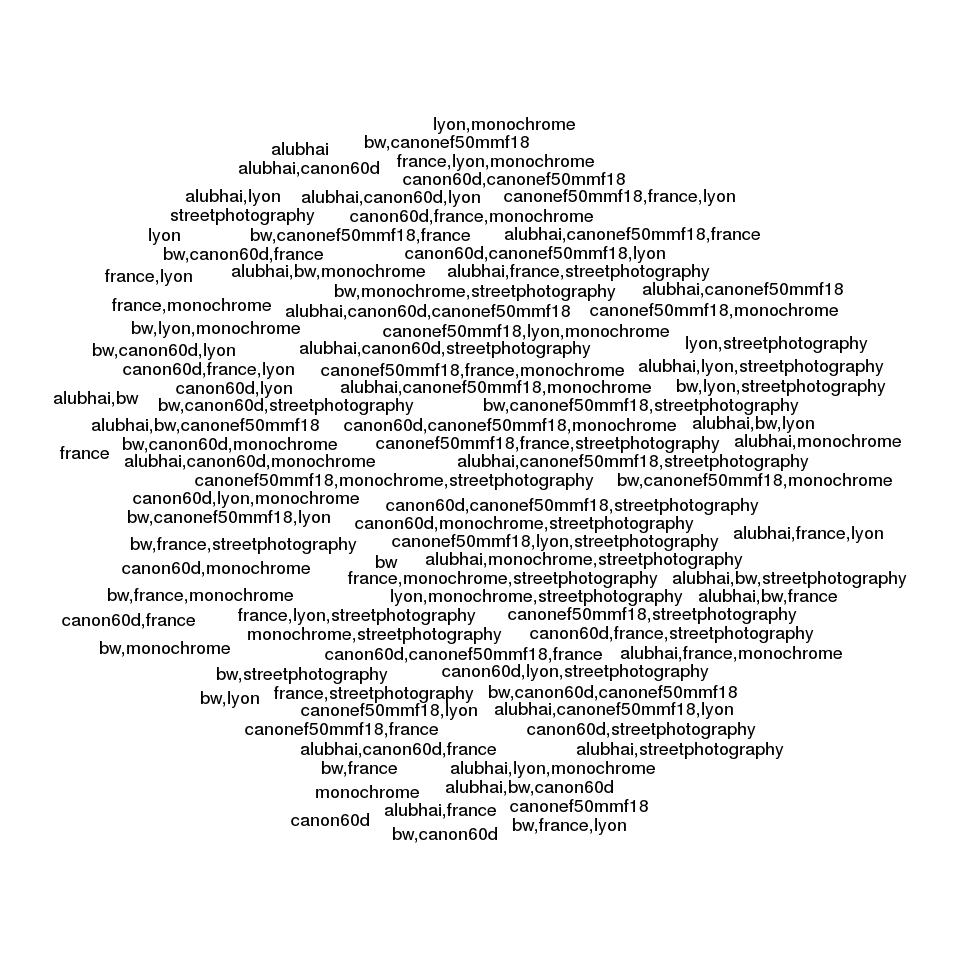 lyon,monochrome
bw,canonef50mmf18
alubhai
france,lyon,monochrome
alubhai,canon60d
canon60d,canonef50mmf18
alubhai,lyon alubhai,canon60d,lyon canonef50mmf18,france,lyon
streetphotography canon60d,france,monochrome
lyon bw,canonef50mmf18,france alubhai,canonef50mmf18,france
bw,canon60d,france canon60d,canonef50mmf18,lyon
france,lyon alubhai,bw,monochrome alubhai,france,streetphotography
bw,monochrome,streetphotography alubhai,canonef50mmf18
france,monochrome alubhai,canon60d,canonef50mmf18 canonef50mmf18,monochrome
bw,lyon,monochrome canonef50mmf18,lyon,monochrome
bw,canon60d,lyon alubhai,canon60d,streetphotography lyon,streetphotography
canon60d,france,lyon canonef50mmf18,france,monochrome alubhai,lyon,streetphotography
canon60d,lyon alubhai,canonef50mmf18,monochrome bw,lyon,streetphotography
alubhai,bw bw,canon60d,streetphotography bw,canonef50mmf18,streetphotography
alubhai,bw,canonef50mmf18 canon60d,canonef50mmf18,monochrome alubhai,bw,lyon
france bw,canon60d,monochrome canonef50mmf18,france,streetphotography alubhai,monochrome
alubhai,canon60d,monochrome alubhai,canonef50mmf18,streetphotography
canonef50mmf18,monochrome,streetphotography bw,canonef50mmf18,monochrome
canon60d,lyon,monochrome canon60d,canonef50mmf18,streetphotography
bw,canonef50mmf18,lyon canon60d,monochrome,streetphotography
alubhai,france,lyon
bw,france,streetphotography canonef50mmf18,lyon,streetphotography
bw alubhai,monochrome,streetphotography
canon60d,monochrome
france,monochrome,streetphotography alubhai,bw,streetphotography
bw,france,monochrome lyon,monochrome,streetphotography alubhai,bw,france
canon60d,france france,lyon,streetphotography canonef50mmf18,streetphotography
monochrome,streetphotography canon60d,france,streetphotography
bw,monochrome canon60d,canonef50mmf18,france alubhai,france,monochrome
bw,streetphotography canon60d,lyon,streetphotography
bw,lyon france,streetphotography bw,canon60d,canonef50mmf18
canonef50mmf18,lyon alubhai,canonef50mmf18,lyon
canonef50mmf18,france canon60d,streetphotography
alubhai,canon60d,france alubhai,streetphotography
bw,france alubhai,lyon,monochrome
monochrome alubhai,bw,canon60d
alubhai,france canonef50mmf18
canon60d bw,france,lyon
bw,canon60d